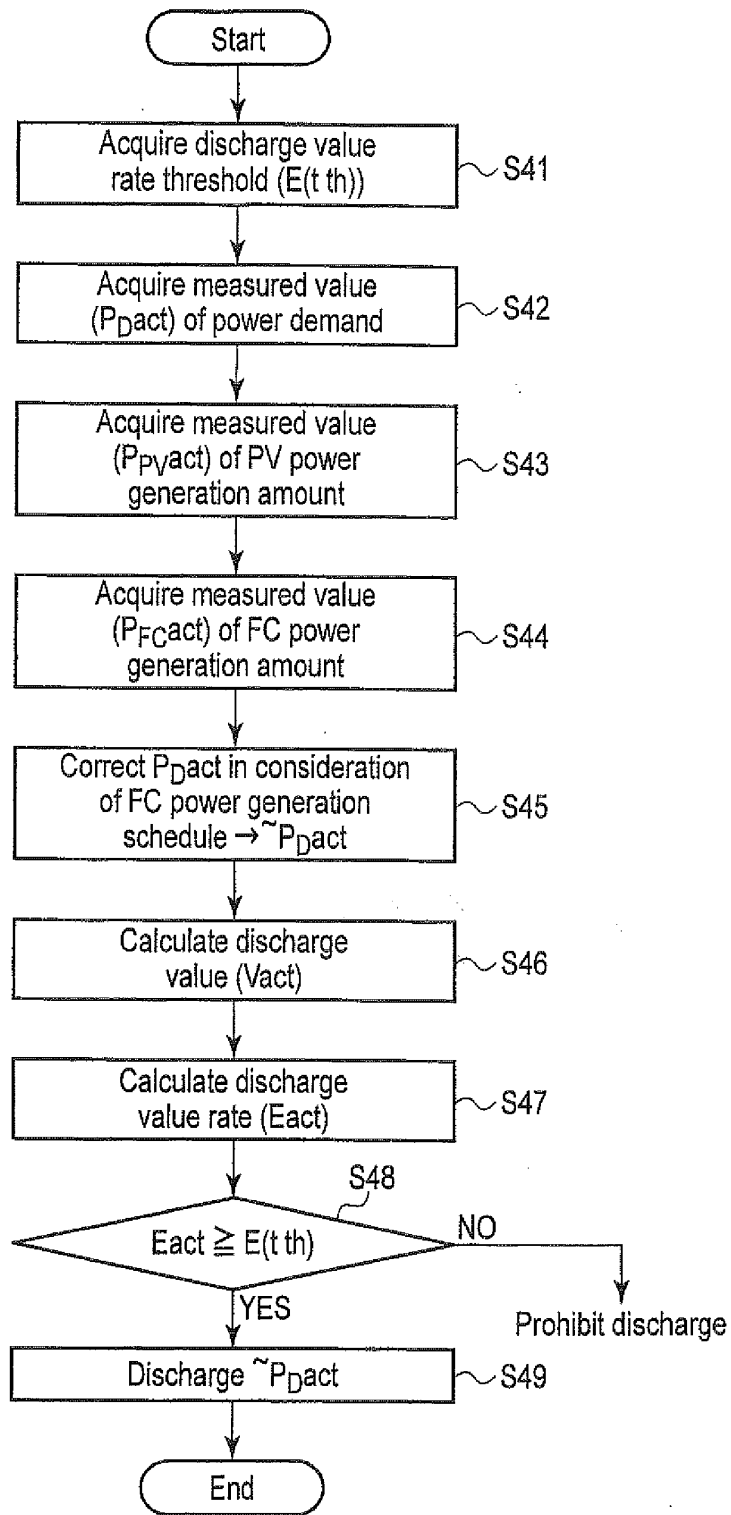 Start
Acquire discharge value
rate threshold (E(t th))
S41
Acquire measured value
(PDact) of power demand
S42
Acquire measured value
(PPVact) of PV power
generation amount
S43
Acquire measured value
(PFCact) of FC power
generation amount
S44
Correct PDact in consideration
of FC power generation
schedule →~PDact
S45
Calculate discharge
value (Vact)
S46
Calculate discharge
value rate (Eact)
S47
S48
Eact ≧ E(t th)
NO
YES
Prohibit discharge
Discharge ~PDact
S49
End